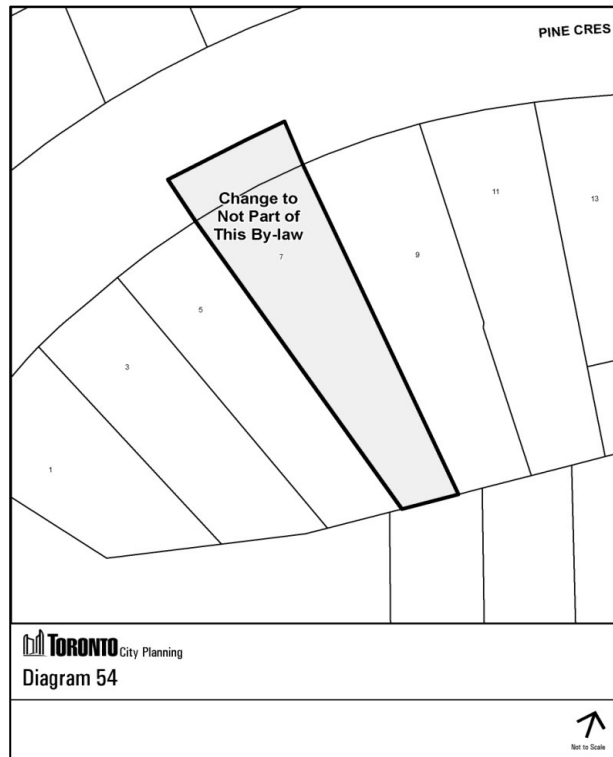 PINE CRES
Change to
Not Part of
This By-law
7
9
11
13
5
3
1
TORONTO City Planning
Diagram 54
Not to Scale